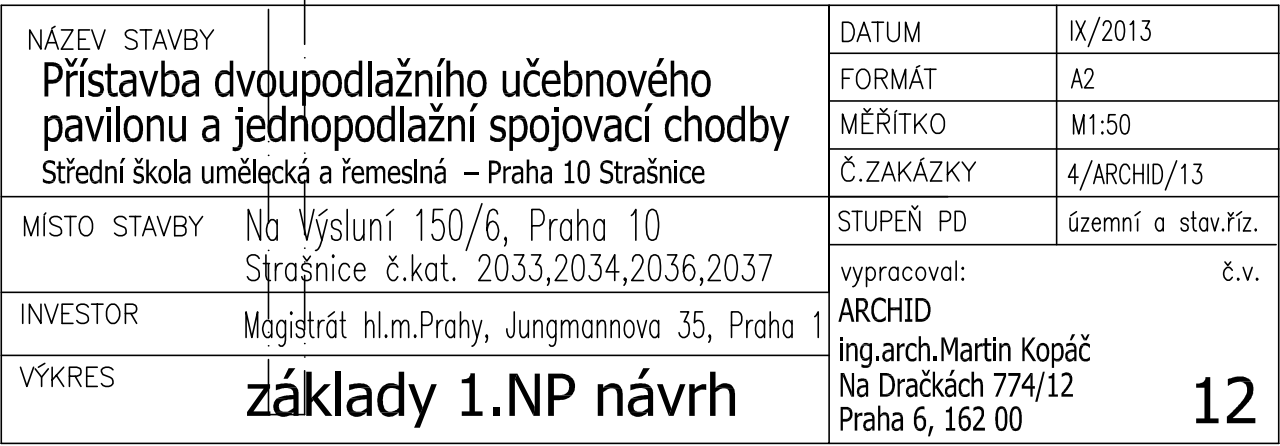 NÁZEV STAVBY
Přístavba dvoupodlažního učebnového
pavilonu a jednopodlažní spojovací chodby
Střední škola umělecká a řemeslná – Praha 10 Strašnice
MÍSTO STAVBY Na Výsluní 150/6, Praha 10
Strašnice č.kat. 2033,2034,2036,2037
INVESTOR Magistrát hl.m.Prahy, Jungmannova 35, Praha 1
VÝKRES základy 1.NP návrh
DATUM IX/2013
FORMÁT A2
MĚŘÍTKO M1:50
Č.ZAKÁZKY 4/ARCHID/13
STUPEŇ PD územní a stav.říz.
vypracoval: č.v.
ARCHID
ing.arch.Martin Kopáč
Na Dračkách 774/12
Praha 6, 162 00 12